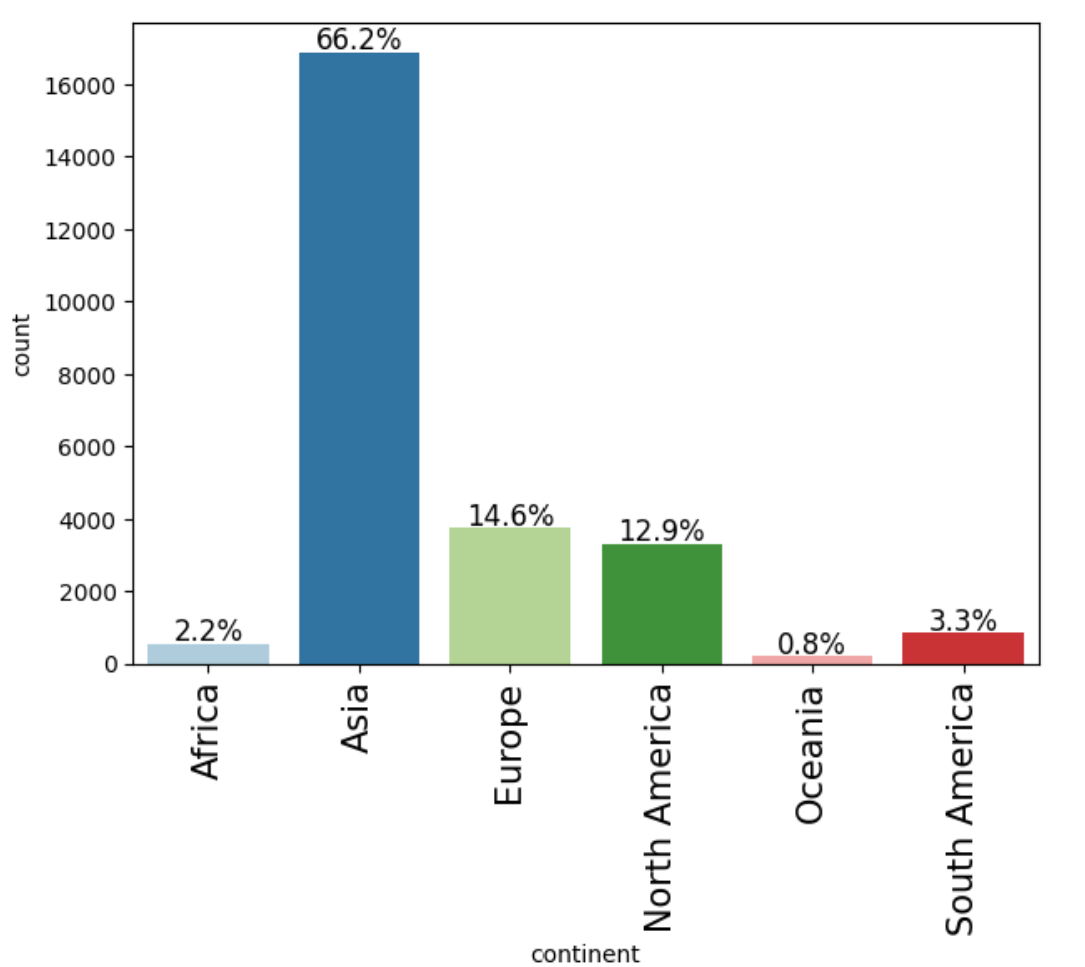 66.2%
16000
14000
12000
10000
count
8000
6000
4000
14.6%
12.9%
2000
2.2%
0.8%
3.3%
0
Africa
Asia
Europe
North America
Oceania
South America
continent